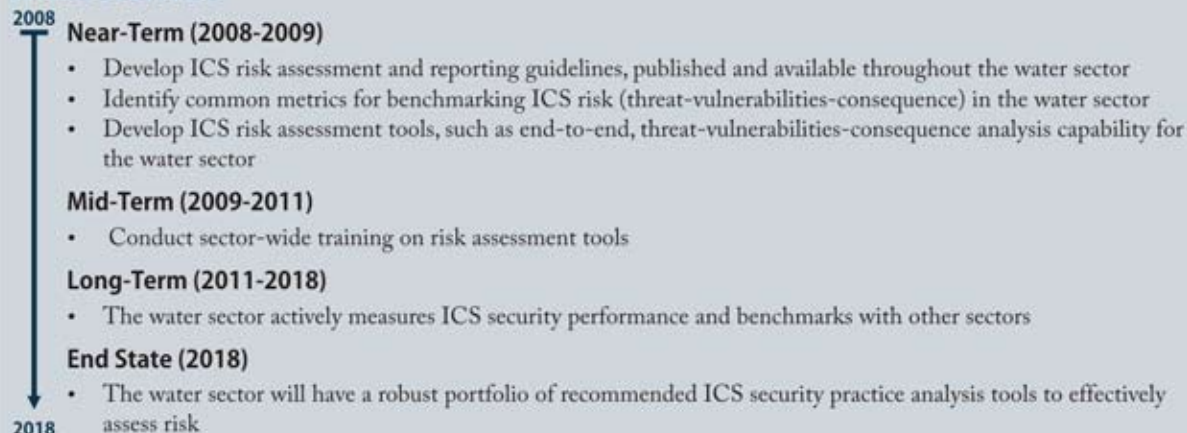 2008
Near-Term (2008-2009)
• Develop ICS risk assessment and reporting guidelines, published and available throughout the water sector
• Identify common metrics for benchmarking ICS risk (threat-vulnerabilities-consequence) in the water sector
• Develop ICS risk assessment tools, such as end-to-end, threat-vulnerabilities-consequence analysis capability for
the water sector
Mid-Term (2009-2011)
• Conduct sector-wide training on risk assessment tools
Long-Term (2011-2018)
• The water sector actively measures ICS security performance and benchmarks with other sectors
End State (2018)
• The water sector will have a robust portfolio of recommended ICS security practice analysis tools to effectively
assess risk
2018